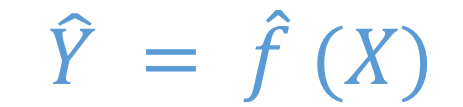 Ŷ = f̂ (X)